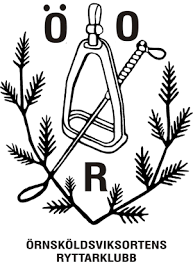 Ö O
R
ÖRNSKÖLDSVIKSORTENS
RYTTARKLUBB